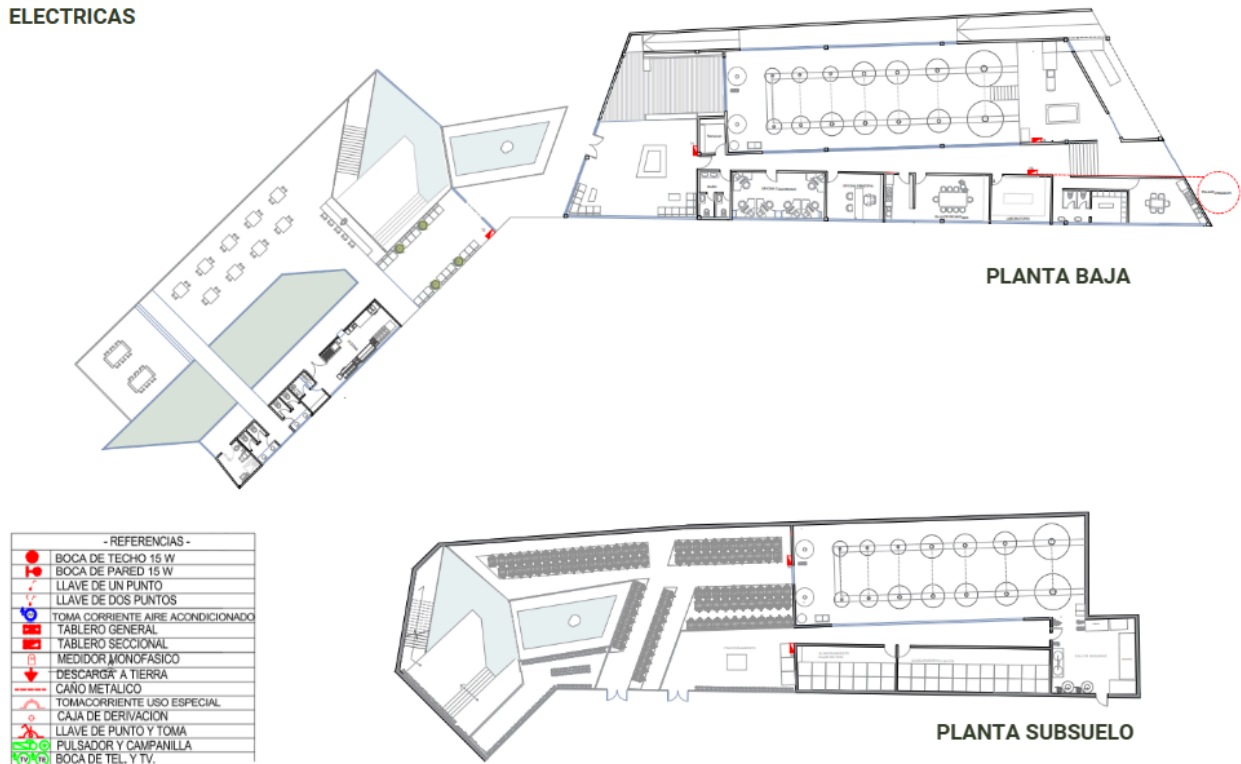 ELECTRICAS
PLANTA BAJA
- REFERENCIAS -
BOCA DE TECHO 15 W
BOCA DE PARED 15 W
LLAVE DE UN PUNTO
LLAVE DE DOS PUNTOS
TOMA CORRIENTE AIRE ACONDICIONADO
TABLERO GENERAL
TABLERO SECCIONAL
MEDIDOR MONOFASICO
DESCARGA A TIERRA
CAÑO METALICO
TOMACORRIENTE USO ESPECIAL
CAJA DE DERIVACION
LLAVE DE PUNTO Y TOMA
PULSADOR Y CAMPANILLA
BOCA DE TEL. Y TV.
PLANTA SUBSUELO